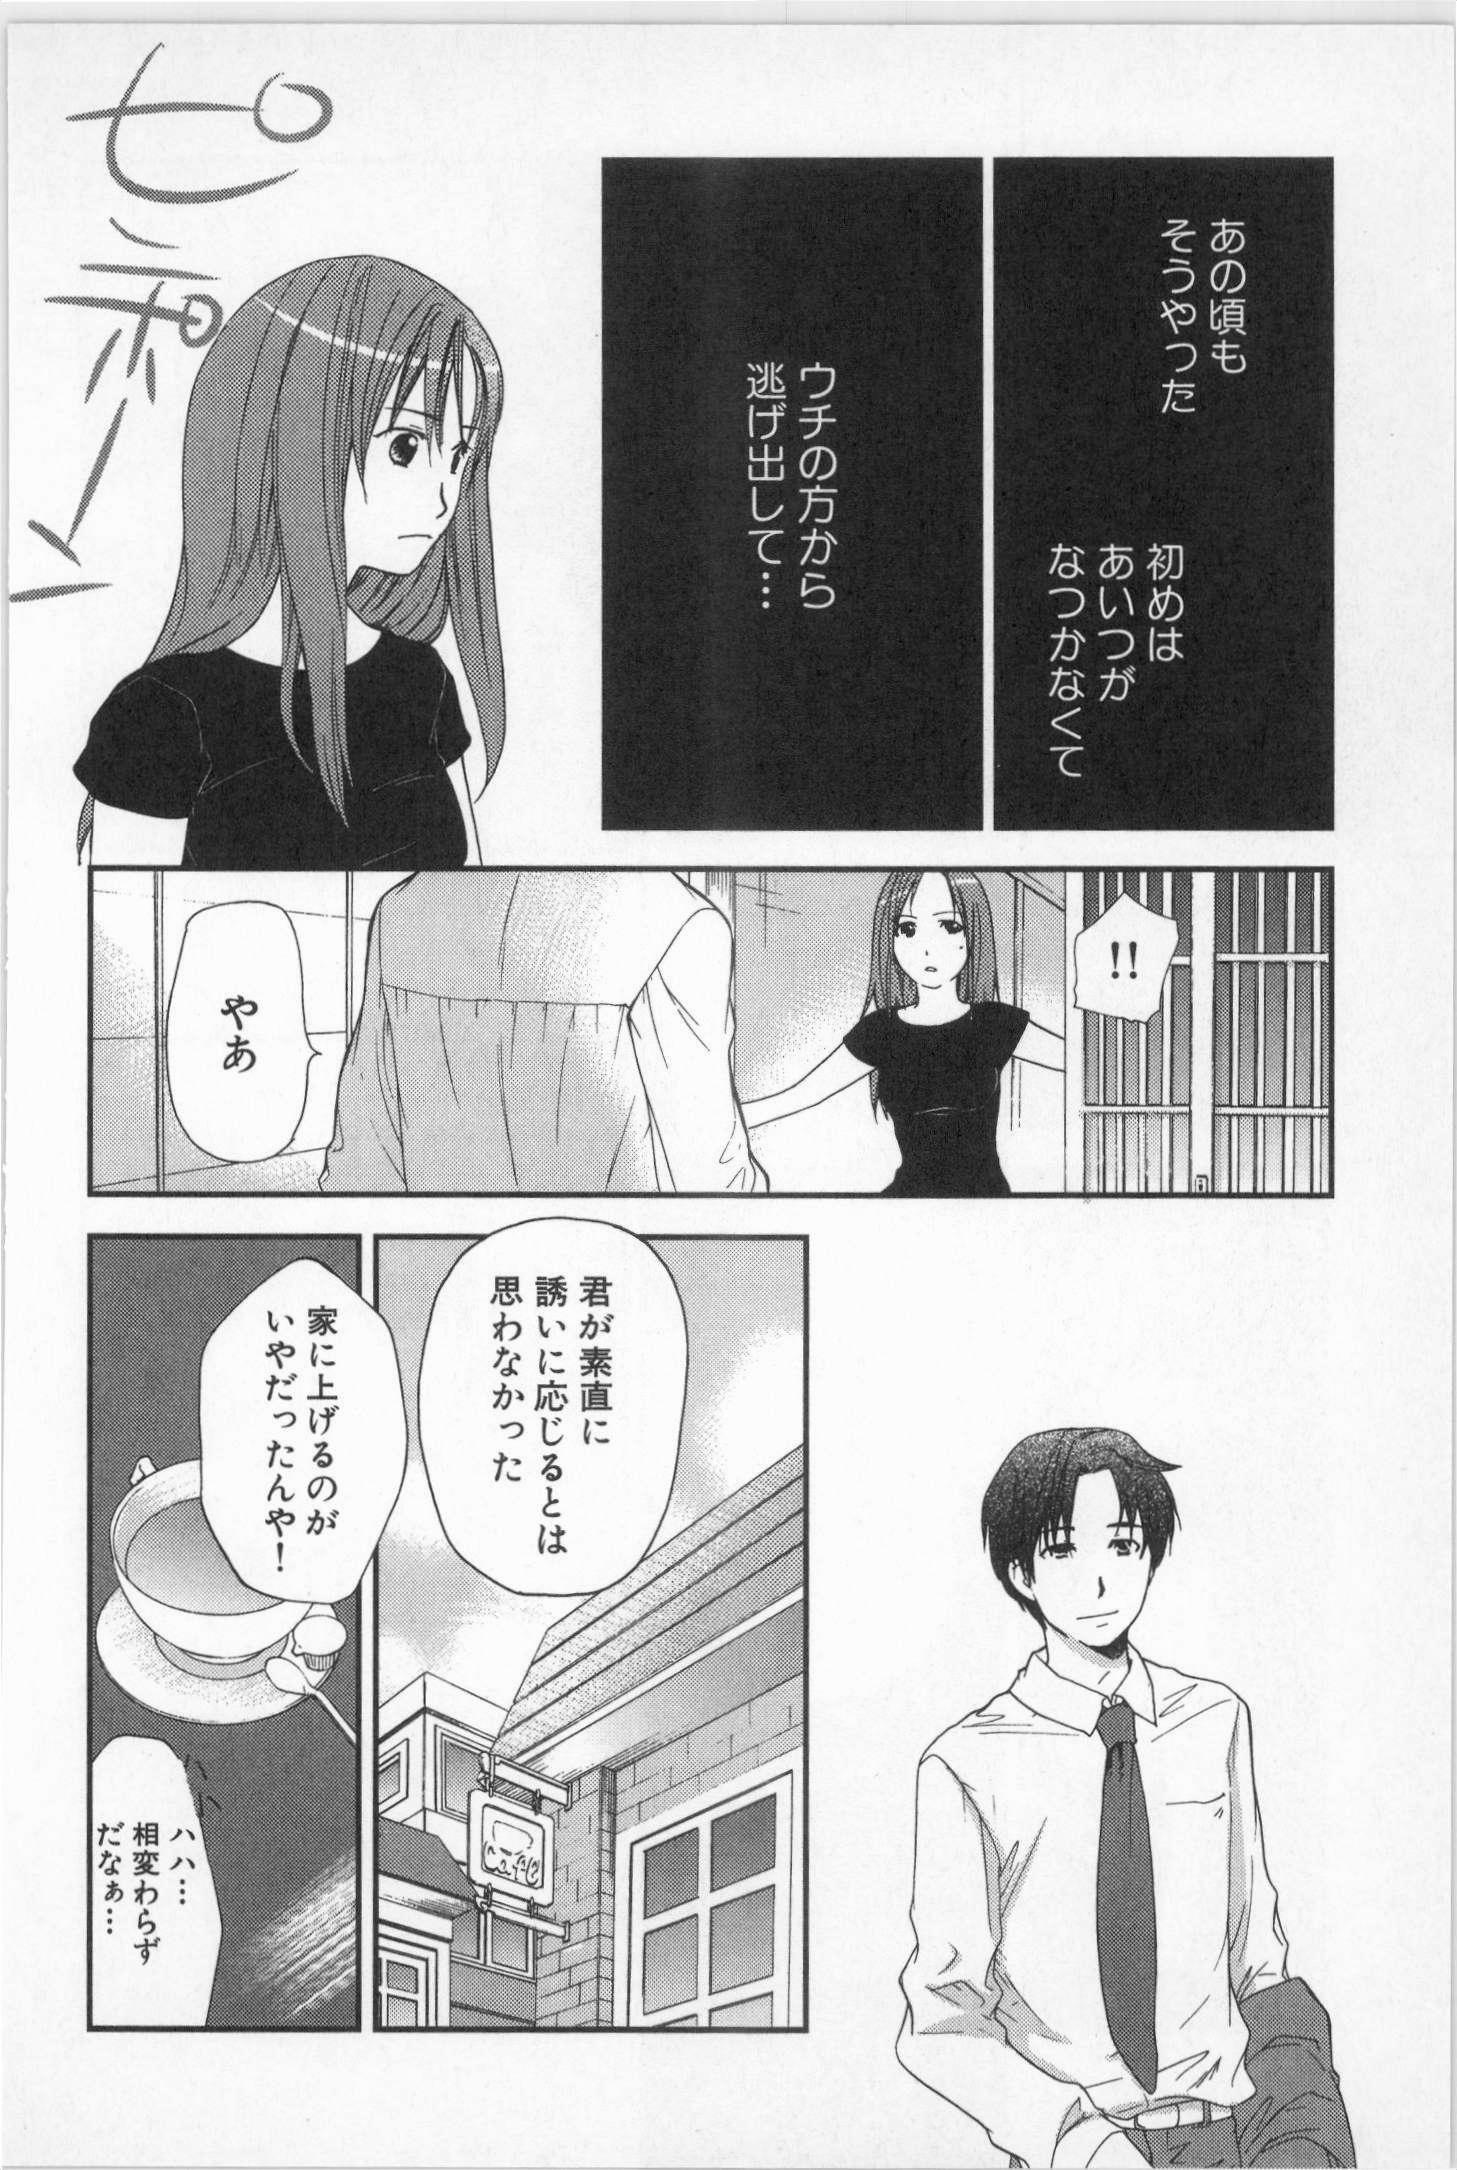 あの頃も
そうやった
初めは
あいつが
なつかなくて
ウチの方から
逃げ出して…
ピンポーン
!!
やあ
君が素直に
誘いに応じるとは
思わなかった
cafe
家に上げるのが
いやだったんや！
ハハ…
相変わらず
だなぁ…